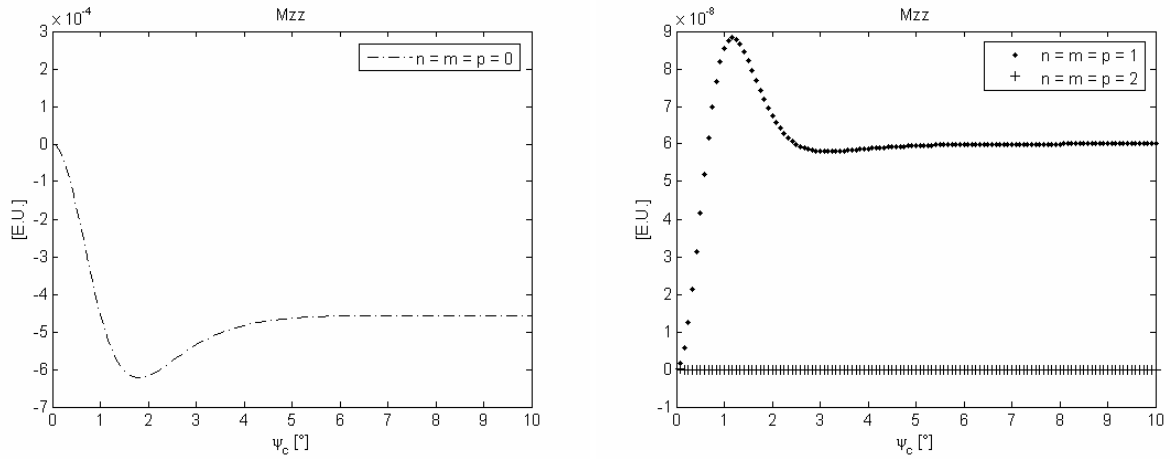 × 10⁻⁴
Mzz
3
2
1
0
-1
-2
-3
-4
-5
-6
-7
[E.U.]
n = m = p = 0
0 1 2 3 4 5 6 7 8 9 10
ψc [°]
× 10⁻⁸
Mzz
9
8
7
6
5
4
3
2
1
0
-1
[E.U.]
n = m = p = 1
n = m = p = 2
0 1 2 3 4 5 6 7 8 9 10
ψc [°]